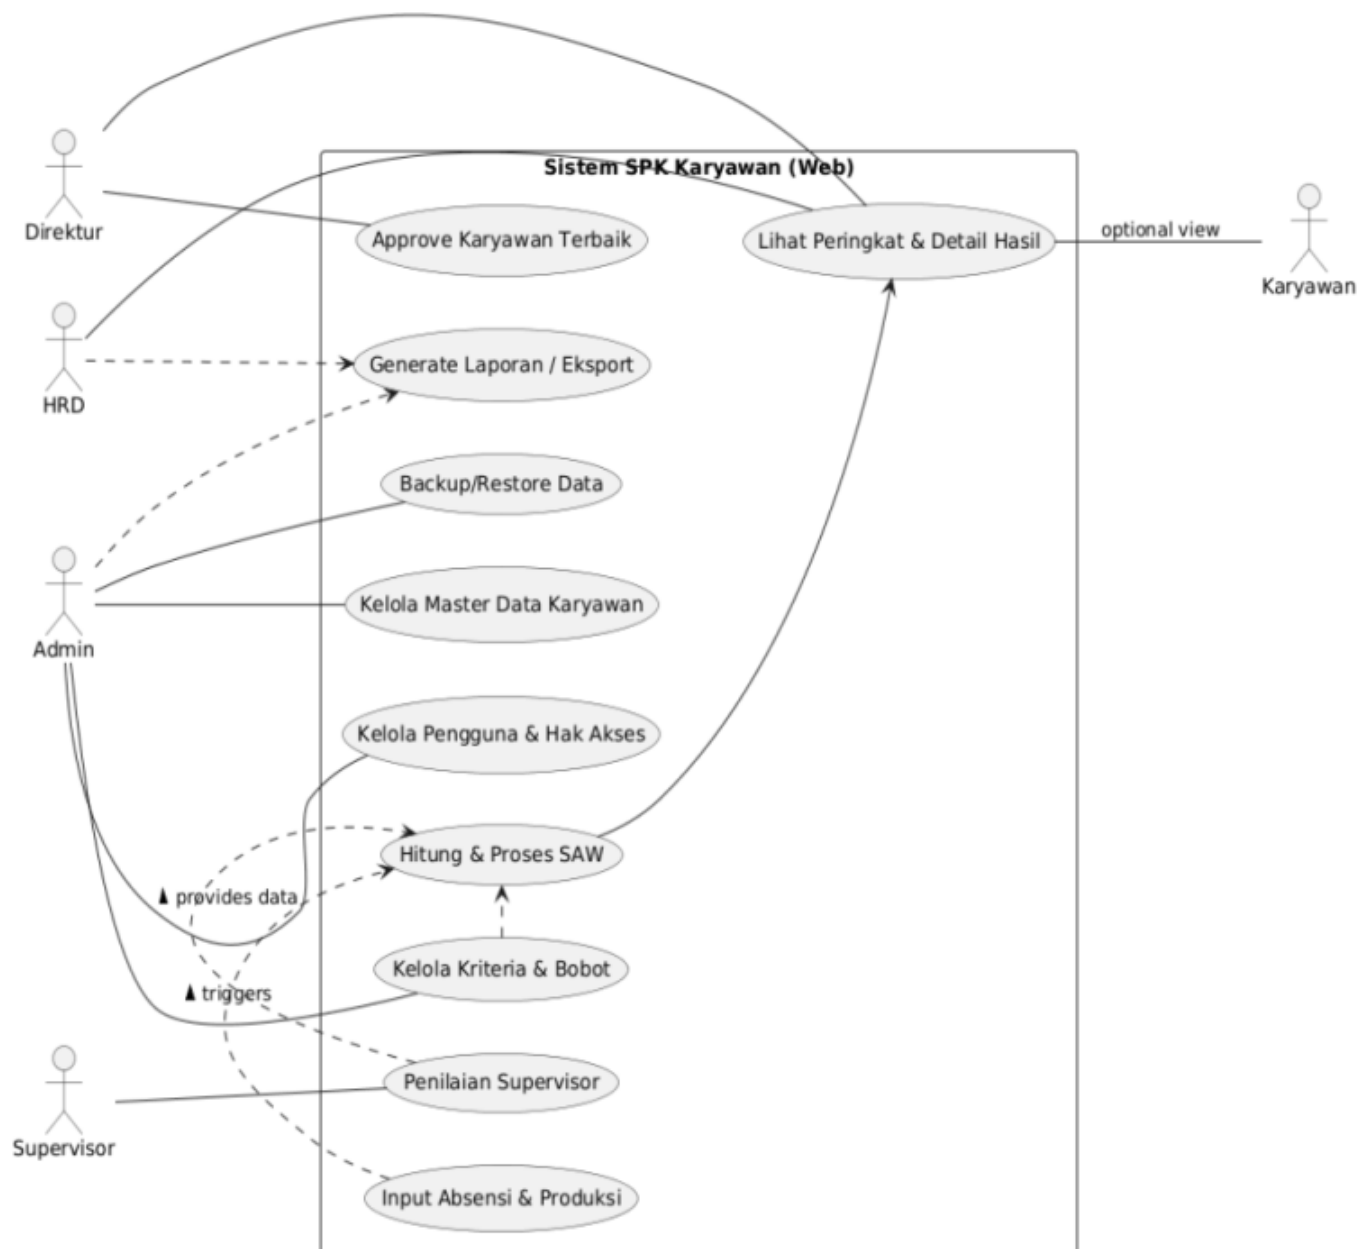 Sistem SPK Karyawan (Web)
Direktur
Approve Karyawan Terbaik
Lihat Peringkat & Detail Hasil
optional view
Karyawan
HRD
Generate Laporan / Eksport
Backup/Restore Data
Admin
Kelola Master Data Karyawan
Kelola Pengguna & Hak Akses
Hitung & Proses SAW
provides data
Kelola Kriteria & Bobot
triggers
Penilaian Supervisor
Supervisor
Input Absensi & Produksi